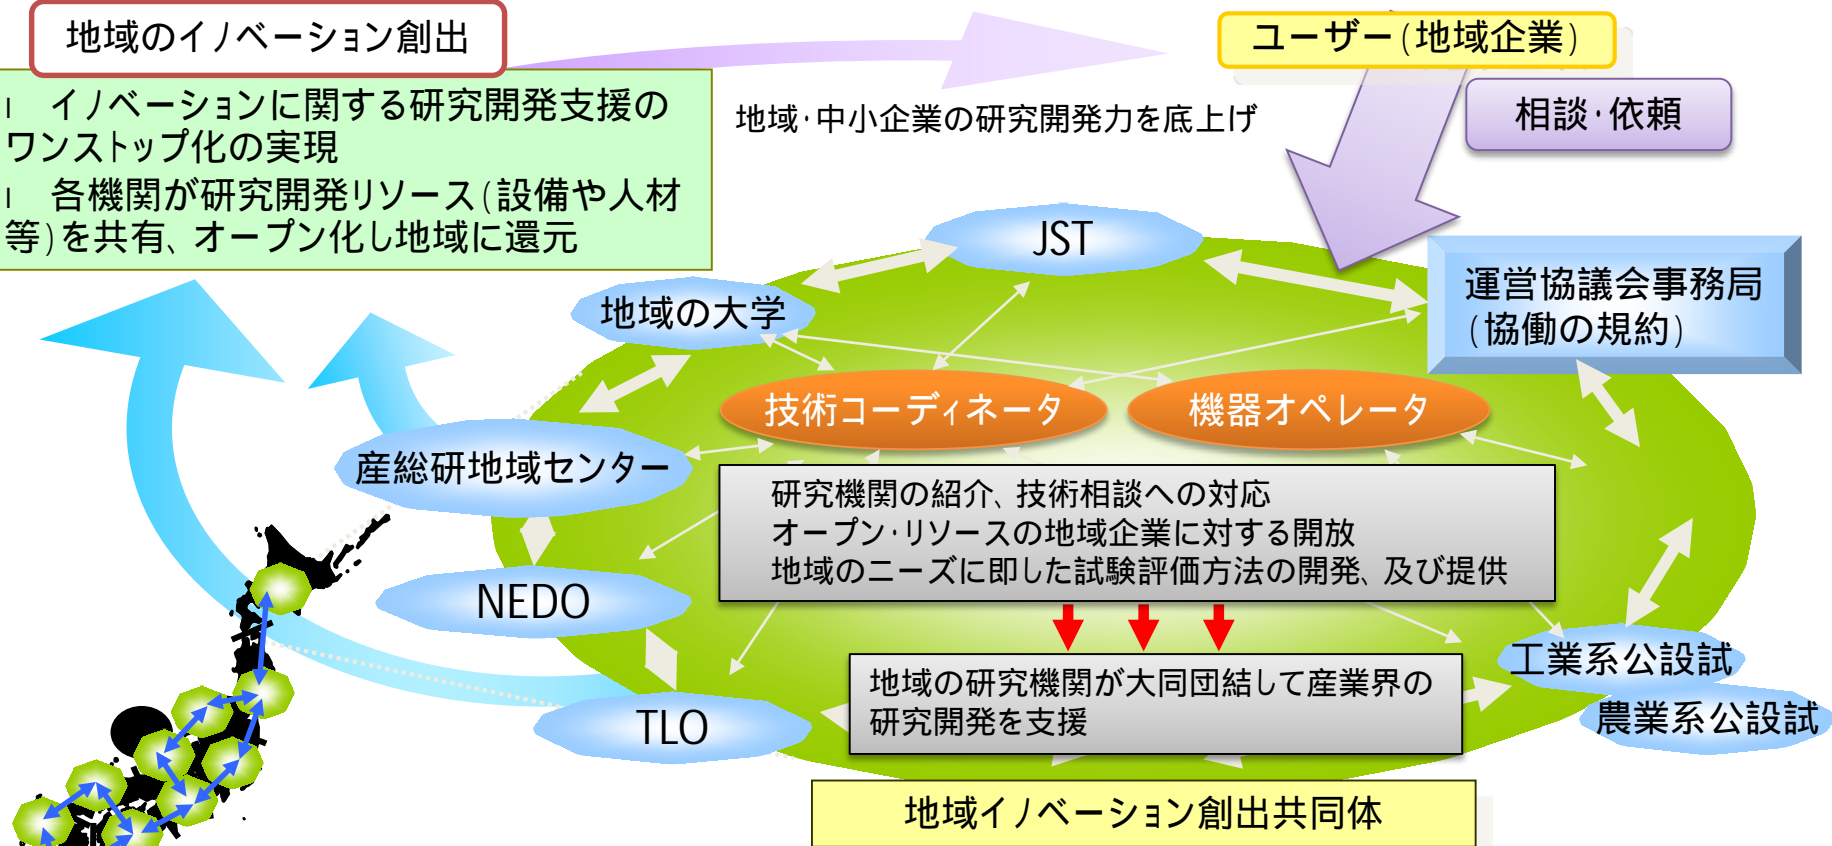 地域のイノベーション創出
ユーザー(地域企業)
l イノベーションに関する研究開発支援の
ワンストップ化の実現
l 各機関が研究開発リソース(設備や人材
等)を共有、オープン化し地域に還元
地域・中小企業の研究開発力を底上げ
相談・依頼
JST
地域の大学
運営協議会事務局
(協働の規約)
技術コーディネータ
機器オペレータ
産総研地域センター
研究機関の紹介、技術相談への対応
オープン・リソースの地域企業に対する開放
地域のニーズに即した試験評価方法の開発、及び提供
NEDO
工業系公設試
地域の研究機関が大同団結して産業界の
研究開発を支援
TLO
農業系公設試
地域イノベーション創出共同体